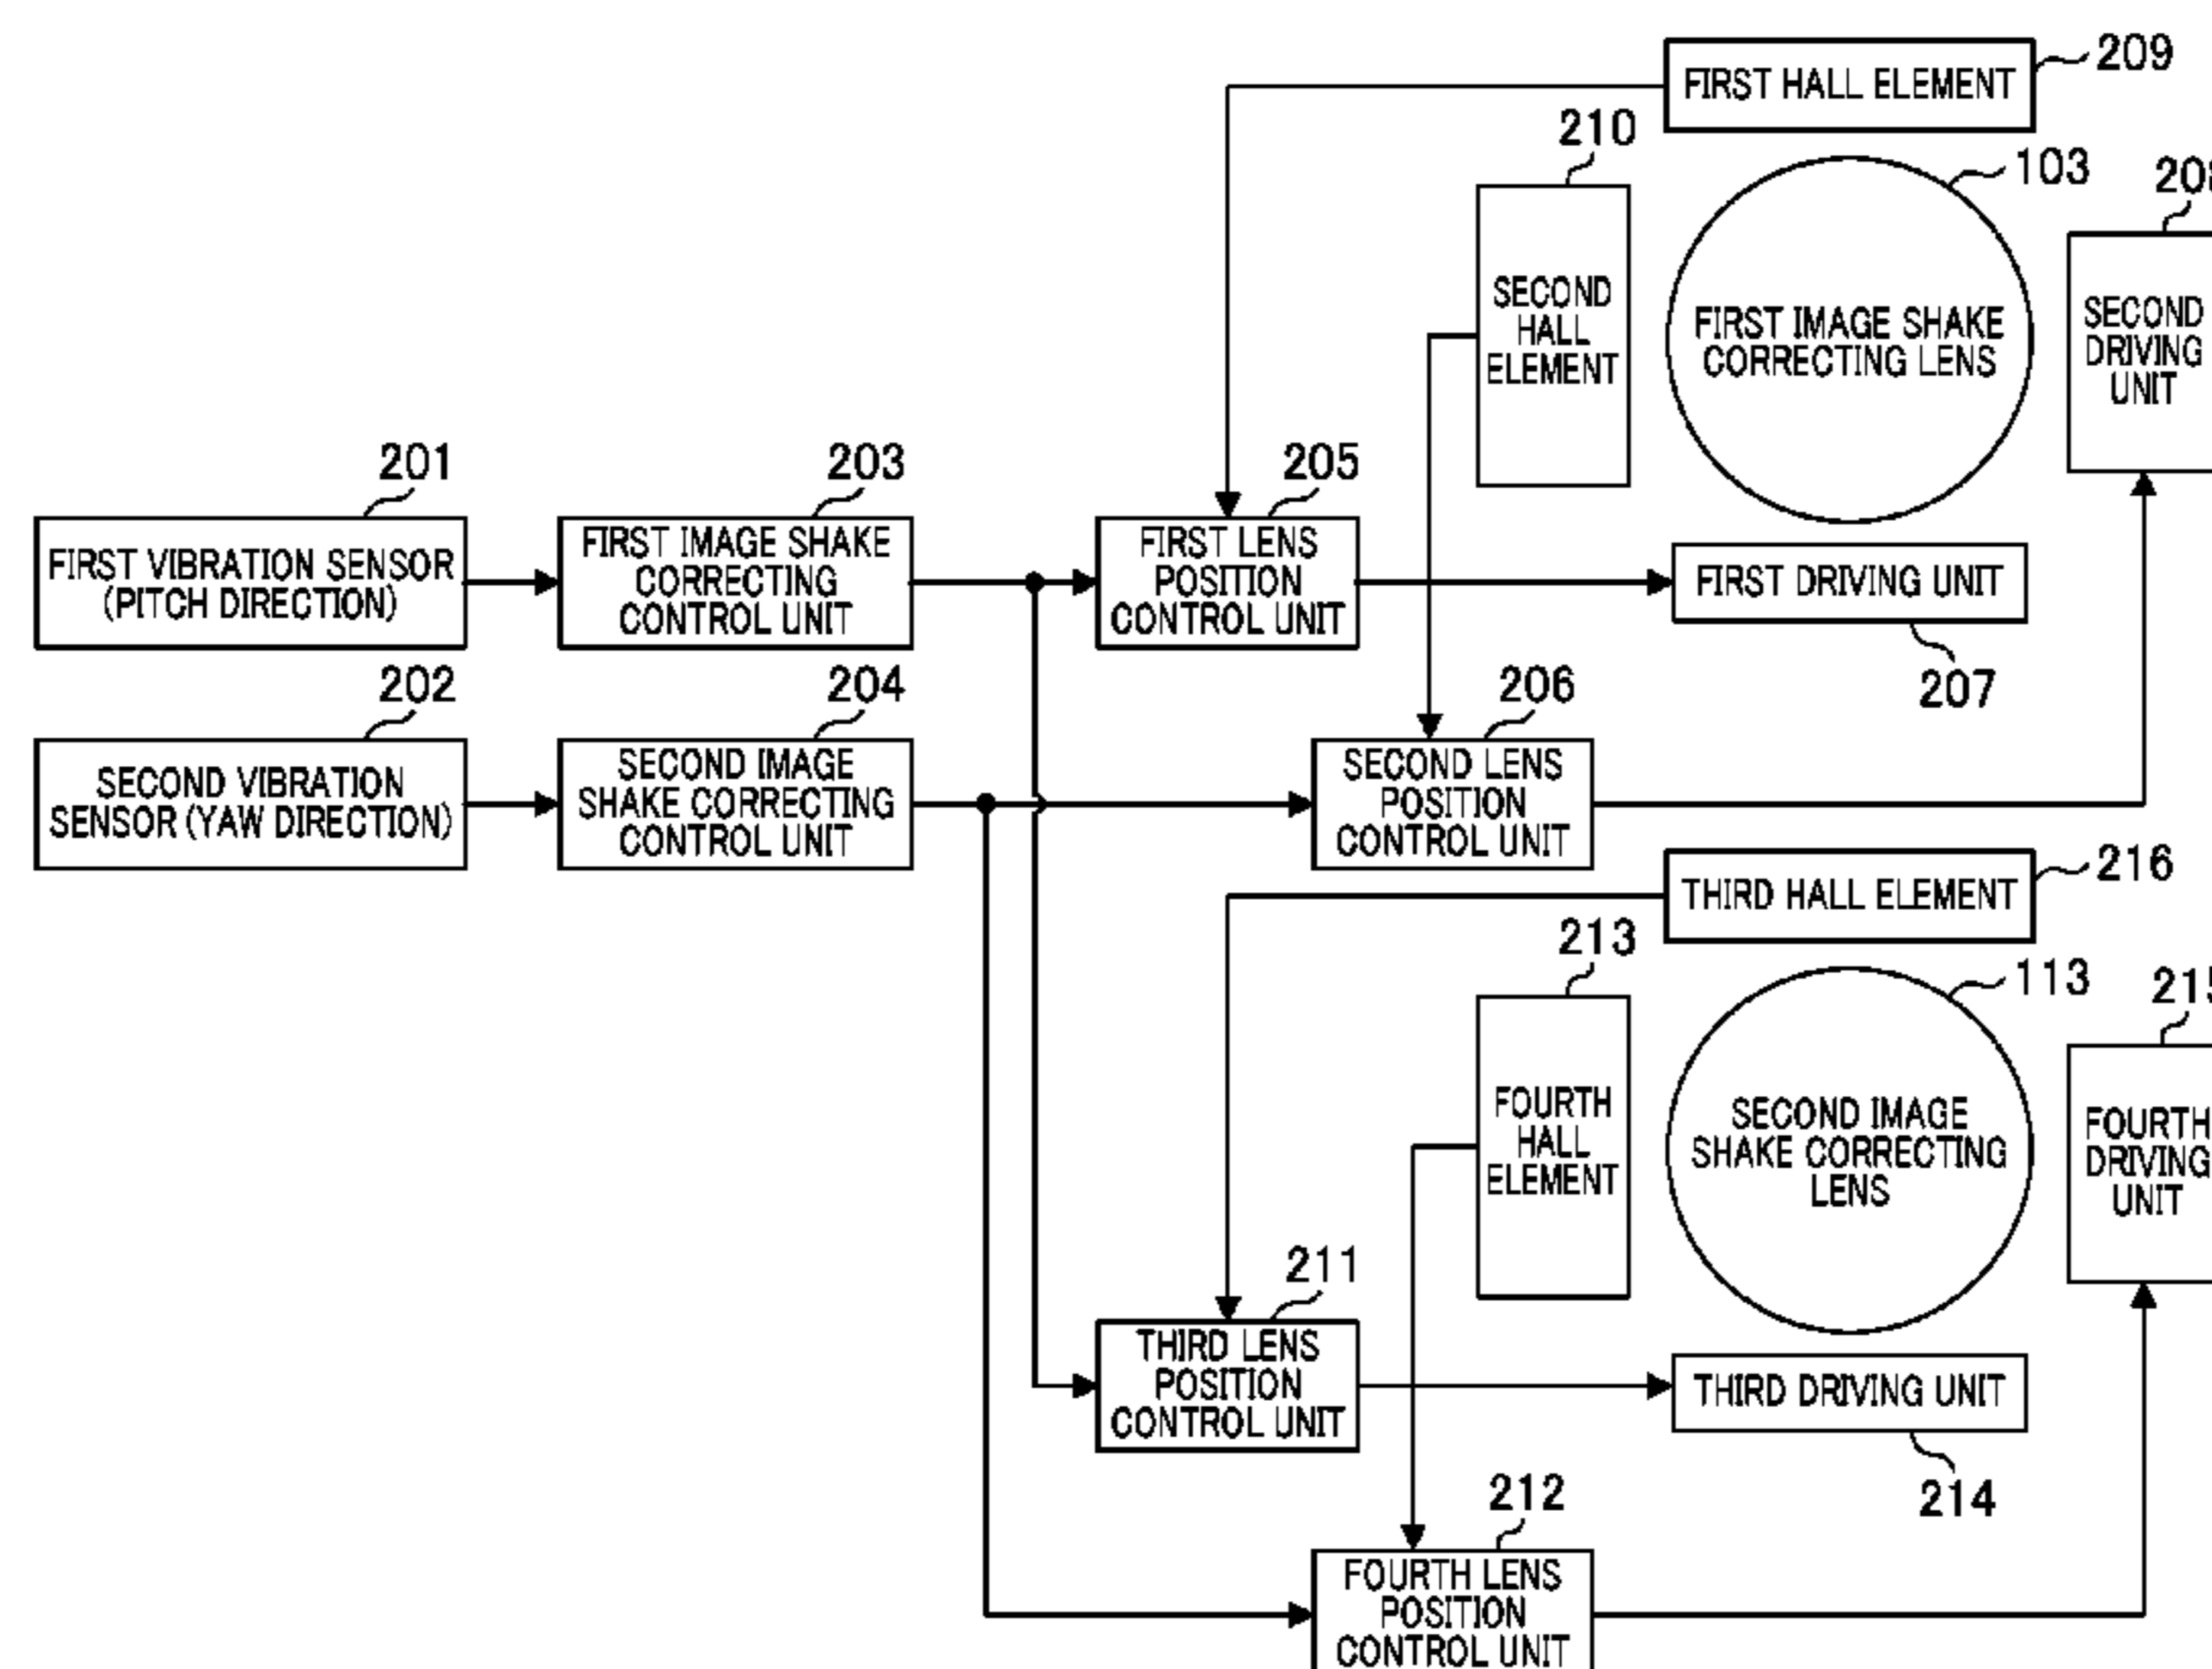 209
FIRST HALL ELEMENT
210
103
208
SECOND
HALL
ELEMENT
FIRST IMAGE SHAKE
CORRECTING LENS
SECOND
DRIVING
UNIT
201
203
205
FIRST VIBRATION SENSOR
(PITCH DIRECTION)
FIRST IMAGE SHAKE
CORRECTING
CONTROL UNIT
FIRST LENS
POSITION
CONTROL UNIT
FIRST DRIVING UNIT
207
202
204
206
SECOND VIBRATION
SENSOR (YAW DIRECTION)
SECOND IMAGE
SHAKE CORRECTING
CONTROL UNIT
SECOND LENS
POSITION
CONTROL UNIT
216
THIRD HALL ELEMENT
213
113
215
FOURTH
HALL
ELEMENT
SECOND IMAGE
SHAKE CORRECTING
LENS
FOURTH
DRIVING
UNIT
211
THIRD LENS
POSITION
CONTROL UNIT
THIRD DRIVING UNIT
214
212
FOURTH LENS
POSITION
CONTROL UNIT